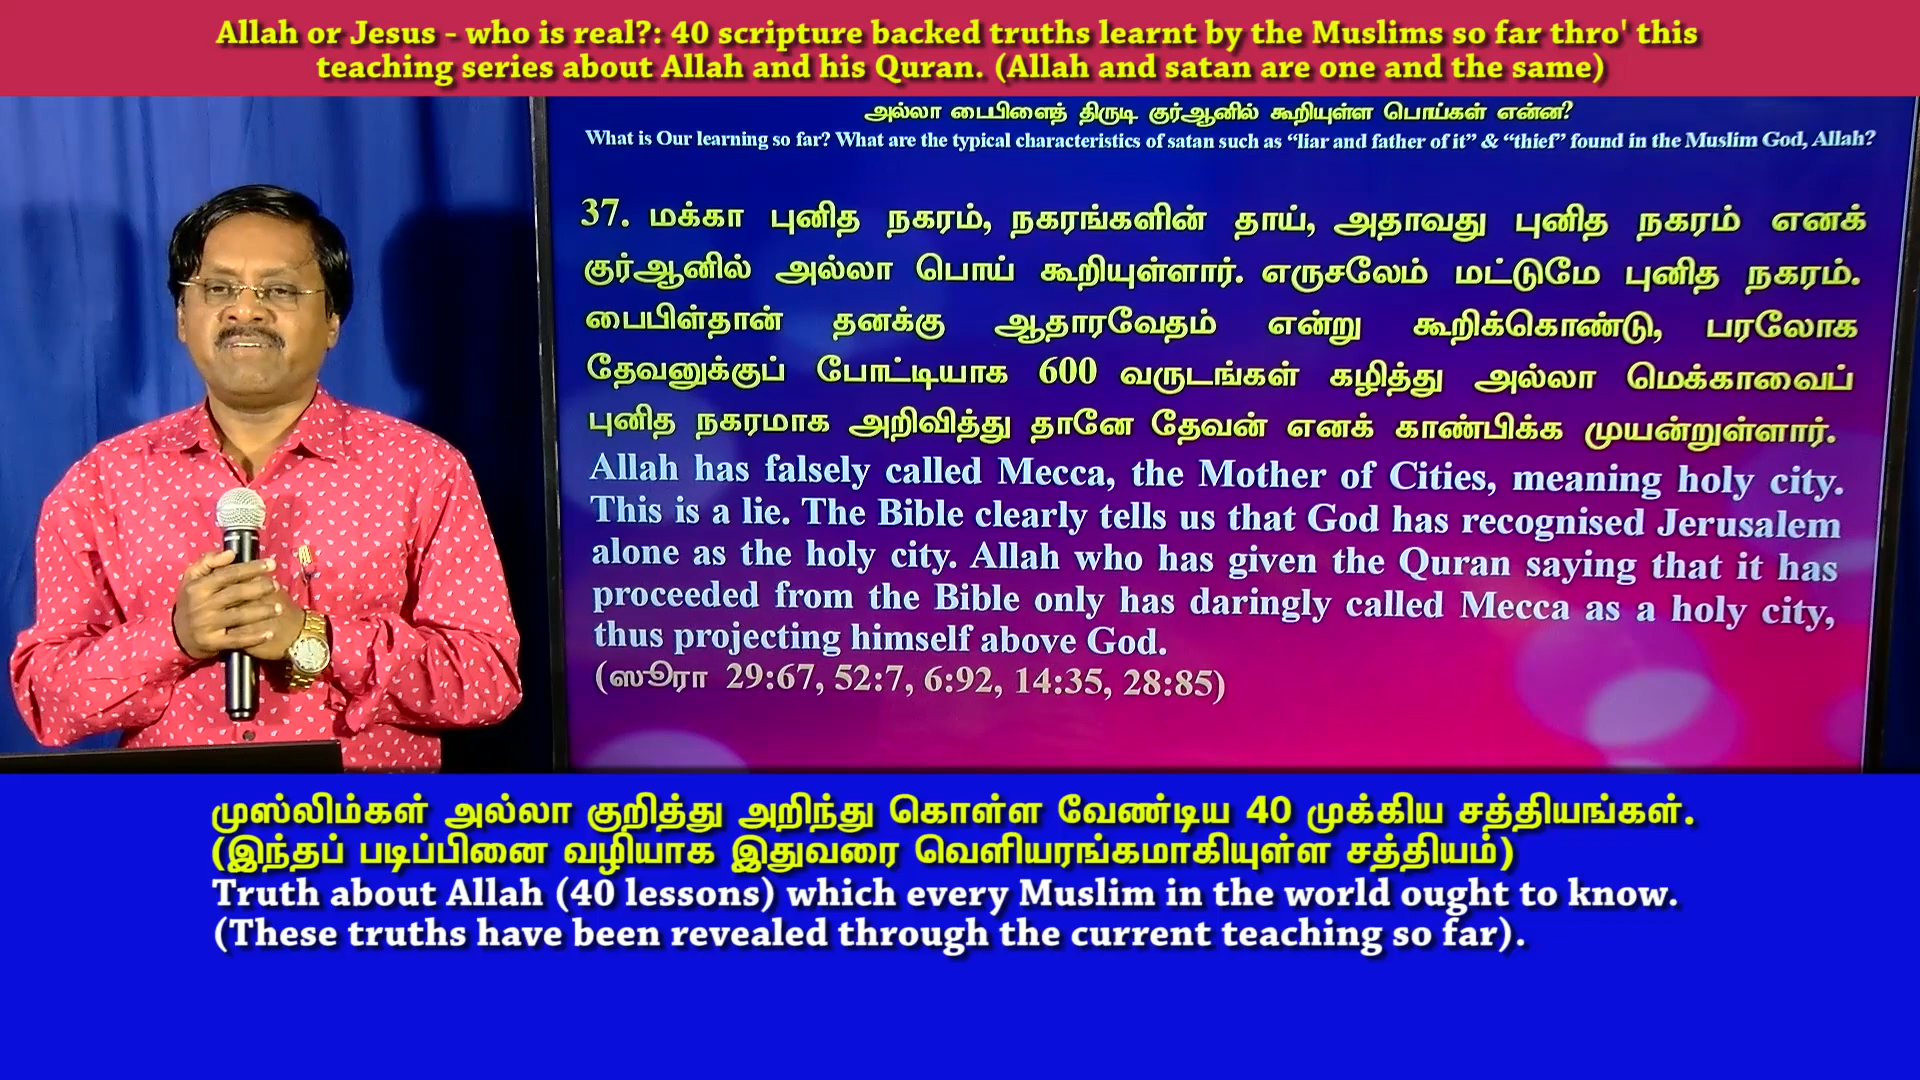 Allah or Jesus - who is real?: 40 scripture backed truths learnt by the Muslims so far thro' this
teaching series about Allah and his Quran. (Allah and satan are one and the same)
அல்லா பைபிளைத் திருடி குர்ஆனில் கூறியுள்ள பொய்கள் என்ன?
What is Our learning so far? What are the typical characteristics of satan such as “liar and father of it” & “thief” found in the Muslim God, Allah?
37. மக்கா புனித நகரம், நகரங்களின் தாய், அதாவது புனித நகரம் எனக்
குர்ஆனில் அல்லா பொய் கூறியுள்ளார். எருசலேம் மட்டுமே புனித நகரம்.
பைபிள்தான் தனக்கு ஆதாரவேதம் என்று கூறிக்கொண்டு, பரலோக
தேவனுக்குப் போட்டியாக 600 வருடங்கள் கழித்து அல்லா மெக்காவைப்
புனித நகரமாக அறிவித்து தானே தேவன் எனக் காண்பிக்க முயன்றுள்ளார்.
Allah has falsely called Mecca, the Mother of Cities, meaning holy city.
This is a lie. The Bible clearly tells us that God has recognised Jerusalem
alone as the holy city. Allah who has given the Quran saying that it has
proceeded from the Bible only has daringly called Mecca as a holy city,
thus projecting himself above God.
(ஸூரா 29:67, 52:7, 6:92, 14:35, 28:85)
முஸ்லிம்கள் அல்லா குறித்து அறிந்து கொள்ள வேண்டிய 40 முக்கிய சத்தியங்கள்.
(இந்தப் படிப்பினை வழியாக இதுவரை வெளியரங்கமாகியுள்ள சத்தியம்)
Truth about Allah (40 lessons) which every Muslim in the world ought to know.
(These truths have been revealed through the current teaching so far).